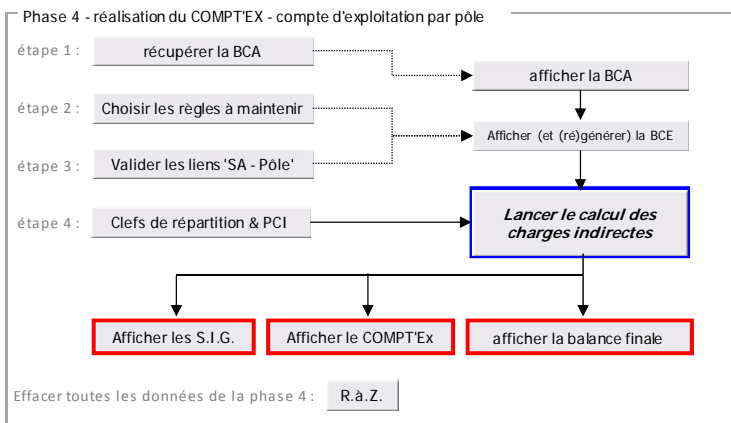 Phase 4 - réalisation du COMPT'EX - compte d'exploitation par pôle
étape 1 :
récupérer la BCA
afficher la BCA
étape 2 :
Choisir les règles à maintenir
Afficher (et (ré)générer) la BCE
étape 3 :
Valider les liens 'SA - Pôle'
étape 4 :
Clefs de répartition & PCI
Lancer le calcul des
charges indirectes
Afficher les S.I.G.
Afficher le COMPT'Ex
afficher la balance finale
Effacer toutes les données de la phase 4 :
R.à.Z.